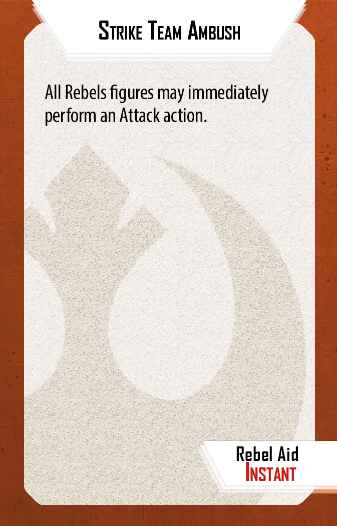 Strike Team Ambush
All Rebels figures may immediately
perform an Attack action.
Rebel Aid
Instant